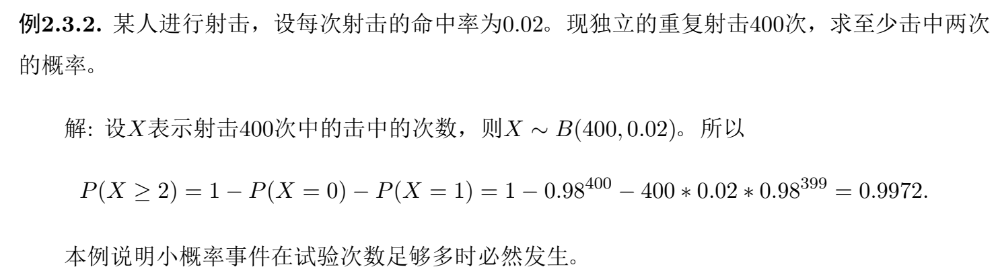 例2.3.2. 某人进行射击，设每次射击的命中率为0.02。现独立的重复射击400次，求至少击中两次
的概率。
解: 设X表示射击400次中的击中的次数，则X ∼ B(400, 0.02)。所以
P(X ≥ 2) = 1 − P(X = 0) − P(X = 1) = 1 − 0.98^400 − 400 ∗ 0.02 ∗ 0.98^399 = 0.9972.
本例说明小概率事件在试验次数足够多时必然发生。